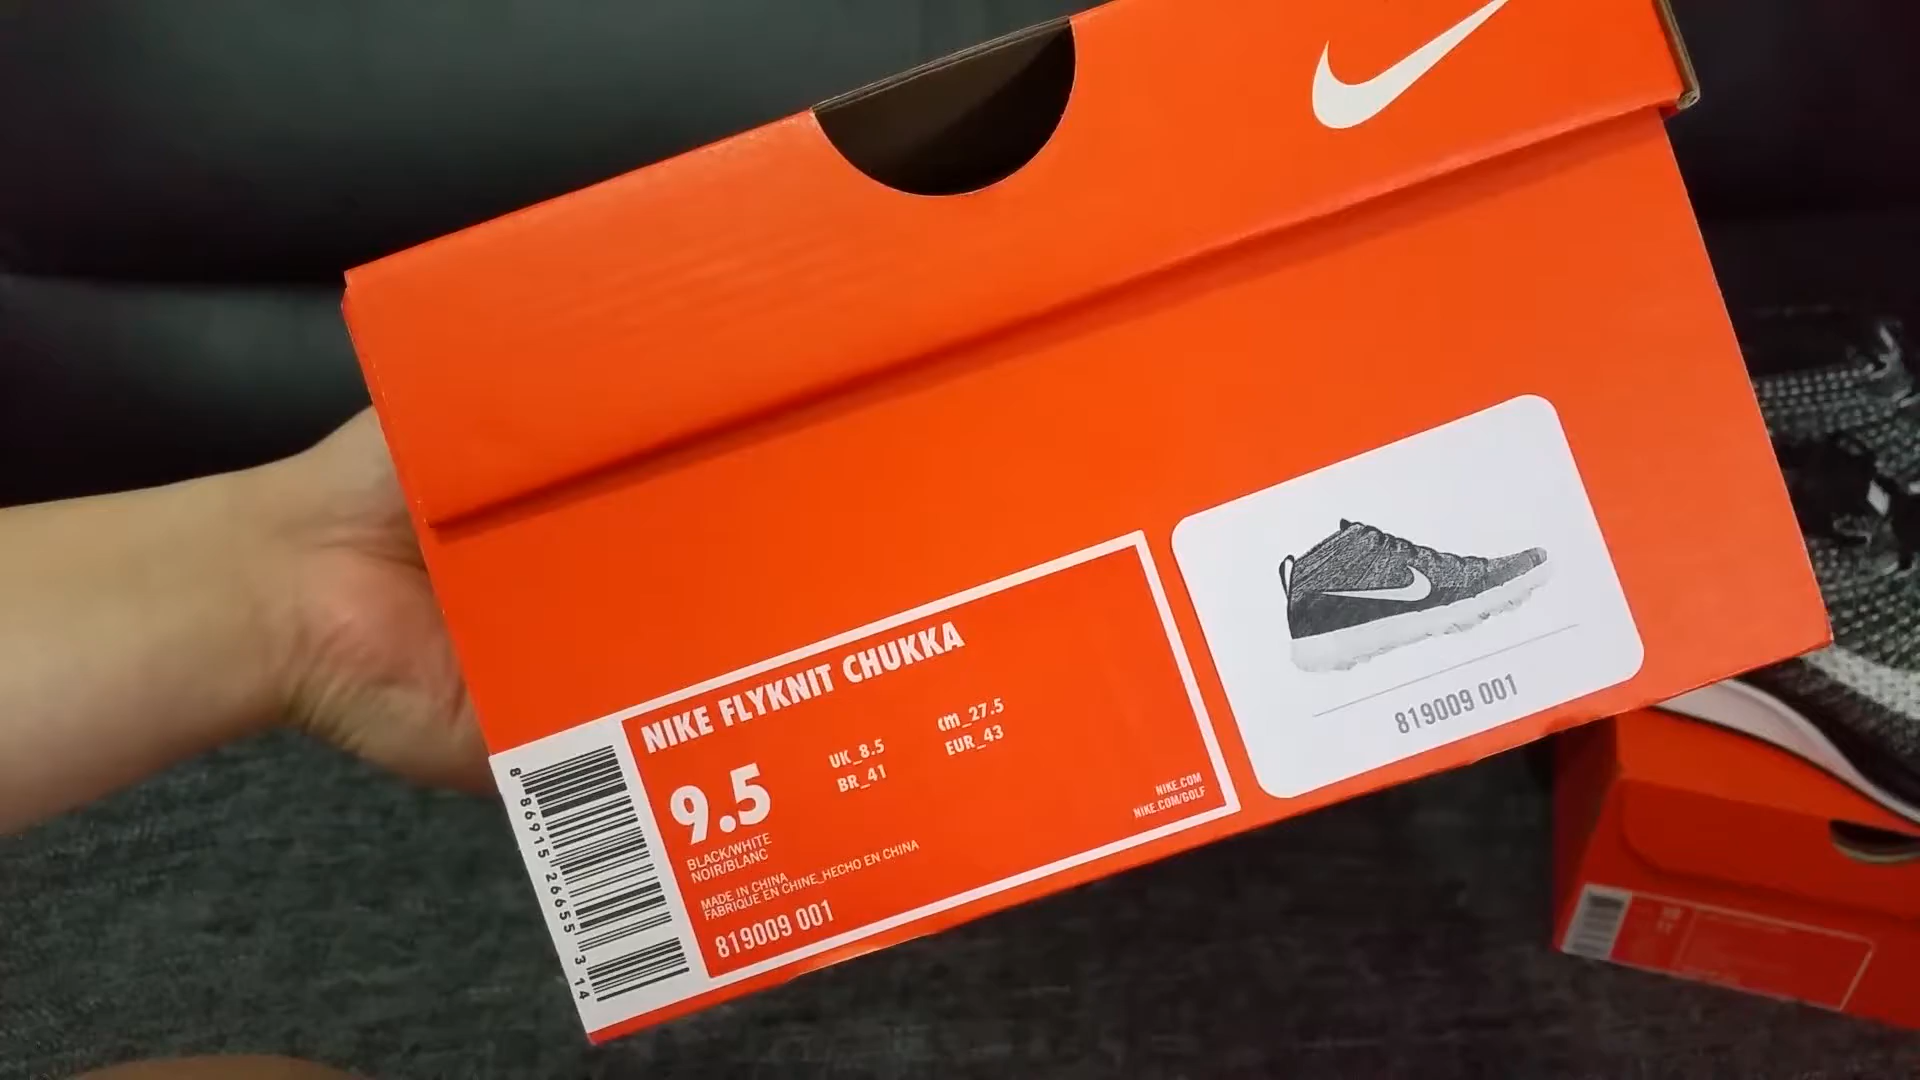 NIKE FLYKNIT CHUKKA
9.5
UK_8.5
BR_41
cm_27.5
EUR_43
BLACK/WHITE
NOIR/BLANC
MADE IN CHINA
FABRIQUE EN CHINE_HECHO EN CHINA
819009 001
NIKE.COM
NIKE.COM/GOLF
8 86915 26655 3 14
819009 001